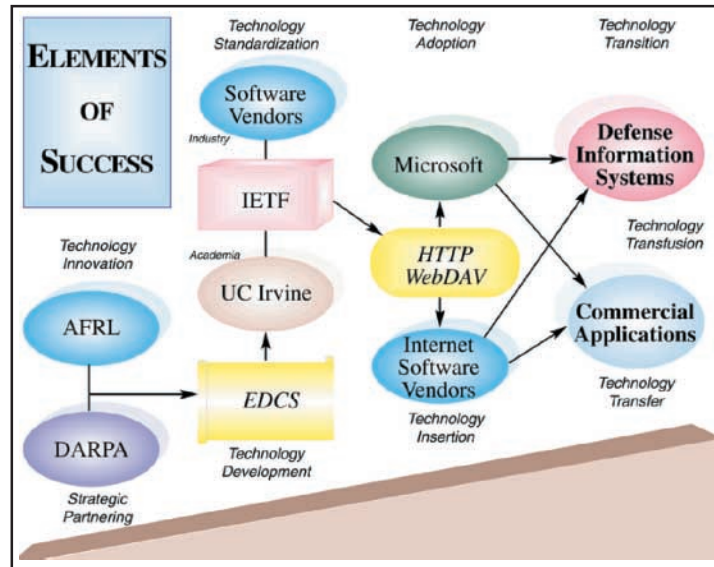 ELEMENTS
OF
SUCCESS
Technology
Standardization
Software
Vendors
Industry
IETF
Academia
UC Irvine
Technology
Innovation
AFRL
DARPA
Strategic
Partnering
EDCS
Technology
Development
Technology
Adoption
Microsoft
HTTP
WebDAV
Internet
Software
Vendors
Technology
Insertion
Technology
Transition
Defense
Information
Systems
Technology
Transfusion
Commercial
Applications
Technology
Transfer